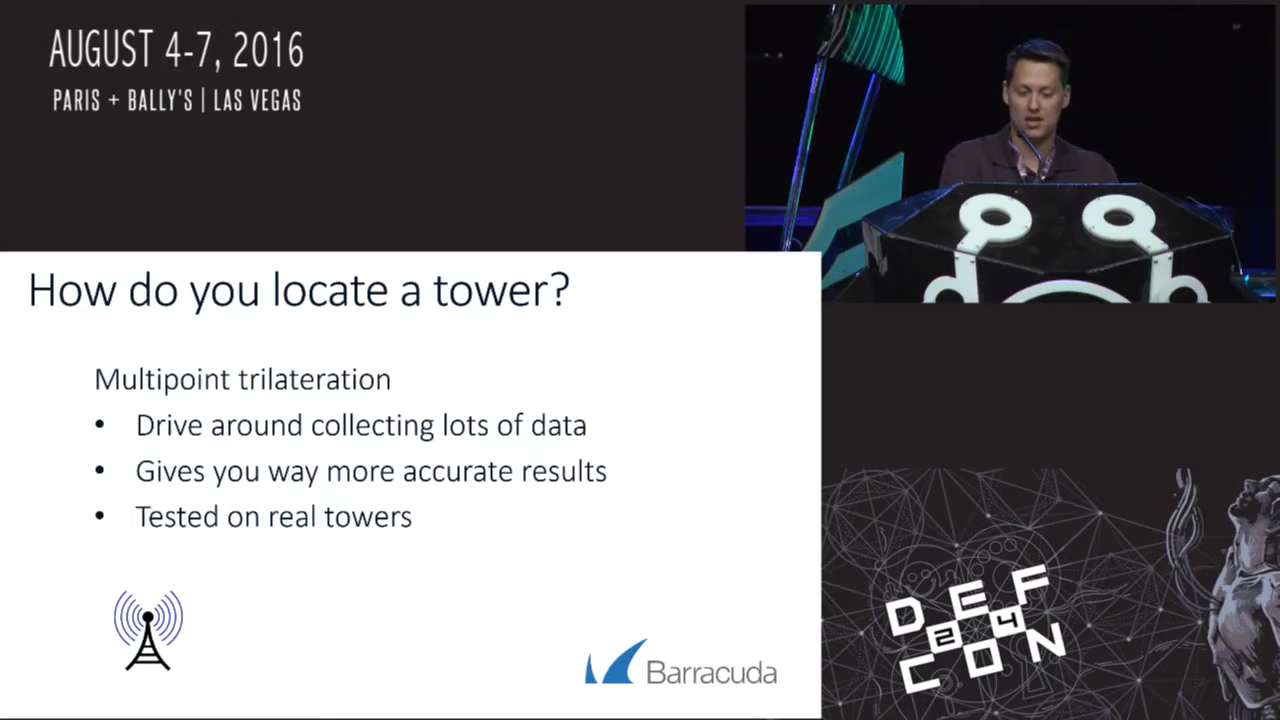 AUGUST 4-7, 2016
PARIS + BALLY'S | LAS VEGAS
How do you locate a tower?
Multipoint trilateration
• Drive around collecting lots of data
• Gives you way more accurate results
• Tested on real towers
Barracuda
DEF
24
CON